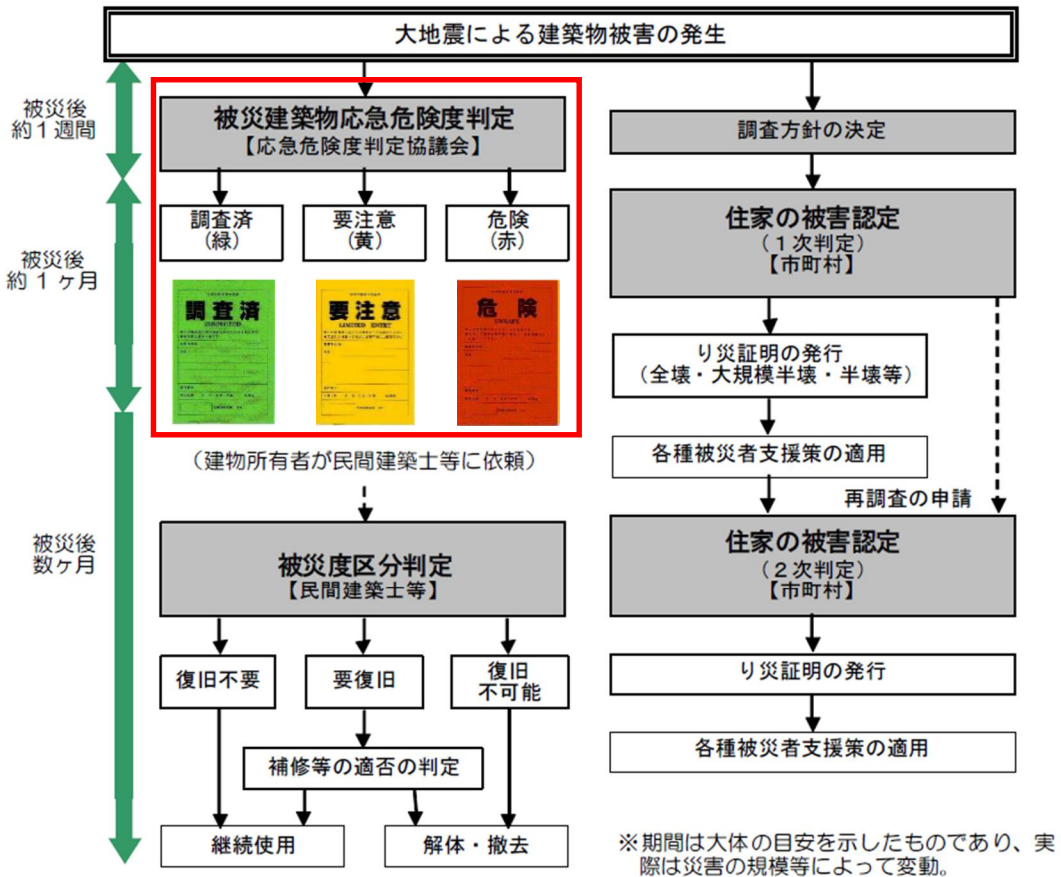 大地震による建築物被害の発生
被災後
約１週間
被災建築物応急危険度判定
【応急危険度判定協議会】
調査済
(緑)
要注意
(黄)
危険
(赤)
被災後
約１ヶ月
調査済
INSPECTED
要注意
LIMITED ENTRY
危険
UNSAFE
（建物所有者が民間建築士等に依頼）
被災後
数ヶ月
被災度区分判定
【民間建築士等】
復旧不要
要復旧
復旧
不可能
補修等の適否の判定
継続使用
解体・撤去
調査方針の決定
住家の被害認定
（１次判定）
【市町村】
り災証明の発行
（全壊・大規模半壊・半壊等）
各種被災者支援策の適用
再調査の申請
住家の被害認定
（２次判定）
【市町村】
り災証明の発行
各種被災者支援策の適用
※期間は大体の目安を示したものであり、実
際は災害の規模等によって変動。